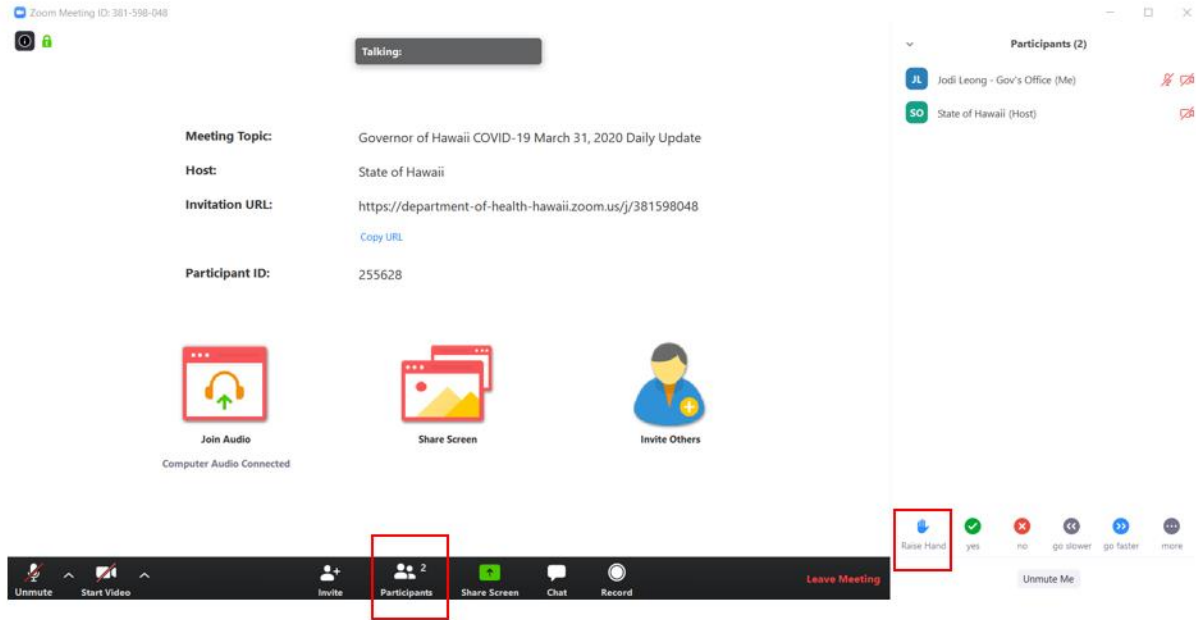 Zoom Meeting ID: 381-598-048
Talking:
Meeting Topic: Governor of Hawaii COVID-19 March 31, 2020 Daily Update
Host: State of Hawaii
Invitation URL: https://department-of-health-hawaii.zoom.us/j/381598048
Copy URL
Participant ID: 255628
Join Audio Share Screen Invite Others
Computer Audio Connected
Unmute Start Video Invite Participants 2 Share Screen Chat Record Leave Meeting
Participants (2)
JL Jodi Leong - Gov's Office (Me)
SO State of Hawaii (Host)
Raise Hand yes no go slower go faster more
Unmute Me